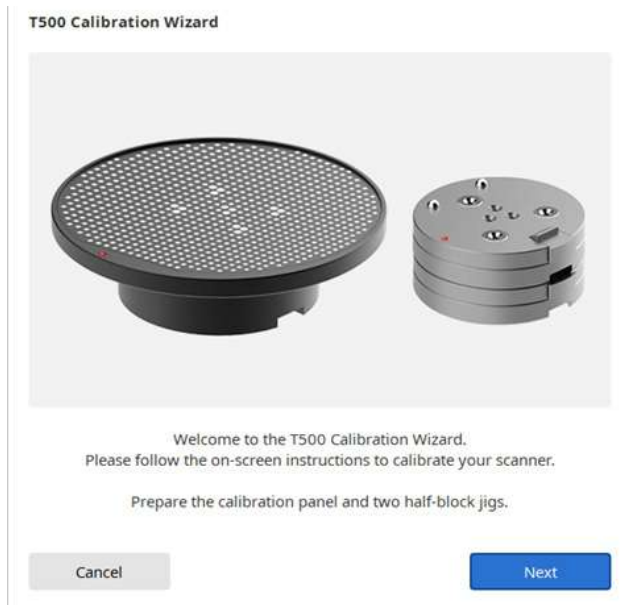 T500 Calibration Wizard
Welcome to the T500 Calibration Wizard.
Please follow the on-screen instructions to calibrate your scanner.
Prepare the calibration panel and two half-block jigs.
Cancel
Next